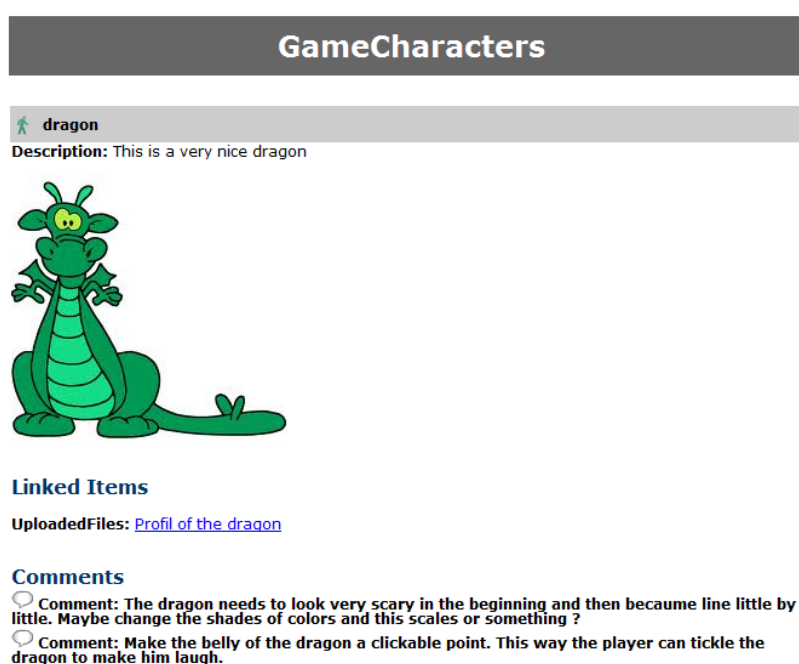 GameCharacters
dragon
Description: This is a very nice dragon
Linked Items
UploadedFiles: Profil of the dragon
Comments
Comment: The dragon needs to look very scary in the beginning and then becaume line little by
little. Maybe change the shades of colors and this scales or something ?
Comment: Make the belly of the dragon a clickable point. This way the player can tickle the
dragon to make him laugh.